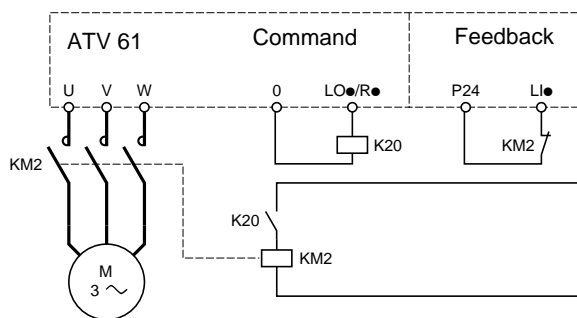 ATV 61 Command Feedback
U V W 0 LO●/R● P24 LI●
K20 KM2
KM2
K20
KM2
M
3 ~